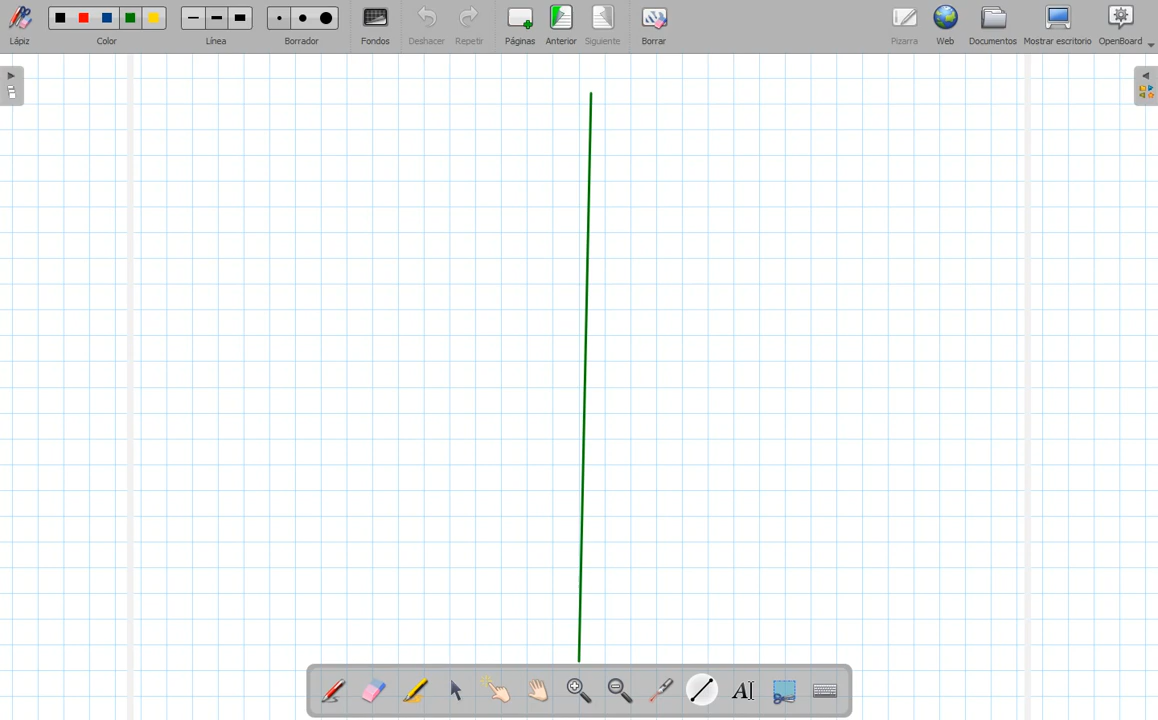 Lápiz Color Línea Borrador Fondos Deshacer Repetir Páginas Anterior Siguiente Borrar Pizarra Web Documentos Mostrar escritorio OpenBoard
A